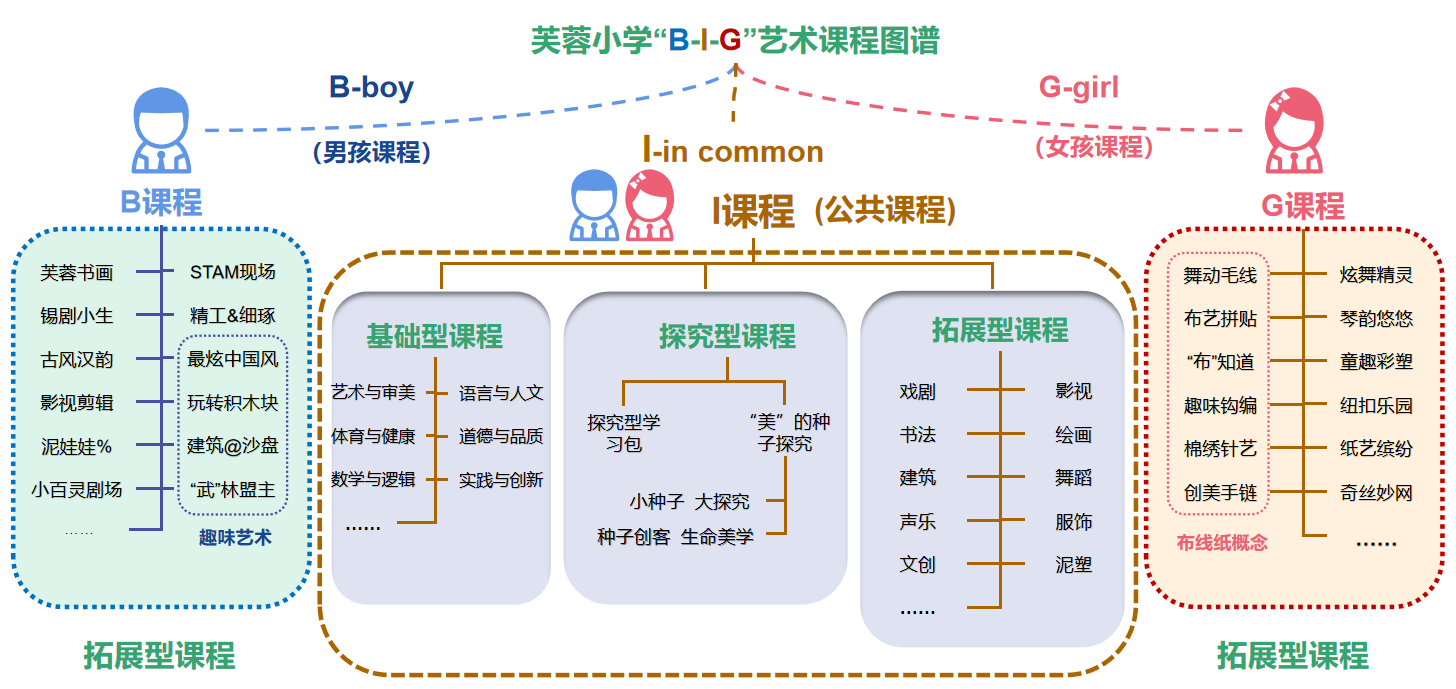 芙蓉小学“B-I-G”艺术课程图谱
B-boy
（男孩课程）
I-in common
G-girl
（女孩课程）
B课程
I课程（公共课程)
G课程
芙蓉书画
STAM现场
锡剧小生
精工&细琢
古风汉韵
最炫中国风
影视剪辑
玩转积木块
泥娃娃%
建筑@沙盘
小百灵剧场
“武”林盟主
……
趣味艺术
拓展型课程
基础型课程
艺术与审美
语言与人文
体育与健康
道德与品质
数学与逻辑
实践与创新
……
探究型课程
探究型学
习包
“美”的种
子探究
小种子 大探究
种子创客 生命美学
拓展型课程
戏剧
影视
书法
绘画
建筑
舞蹈
声乐
服饰
文创
泥塑
……
舞动毛线
炫舞精灵
布艺拼贴
琴韵悠悠
“布”知道
童趣彩塑
趣味钩编
纽扣乐园
棉绣针艺
纸艺缤纷
创美手链
奇丝妙网
布线纸概念
……
拓展型课程